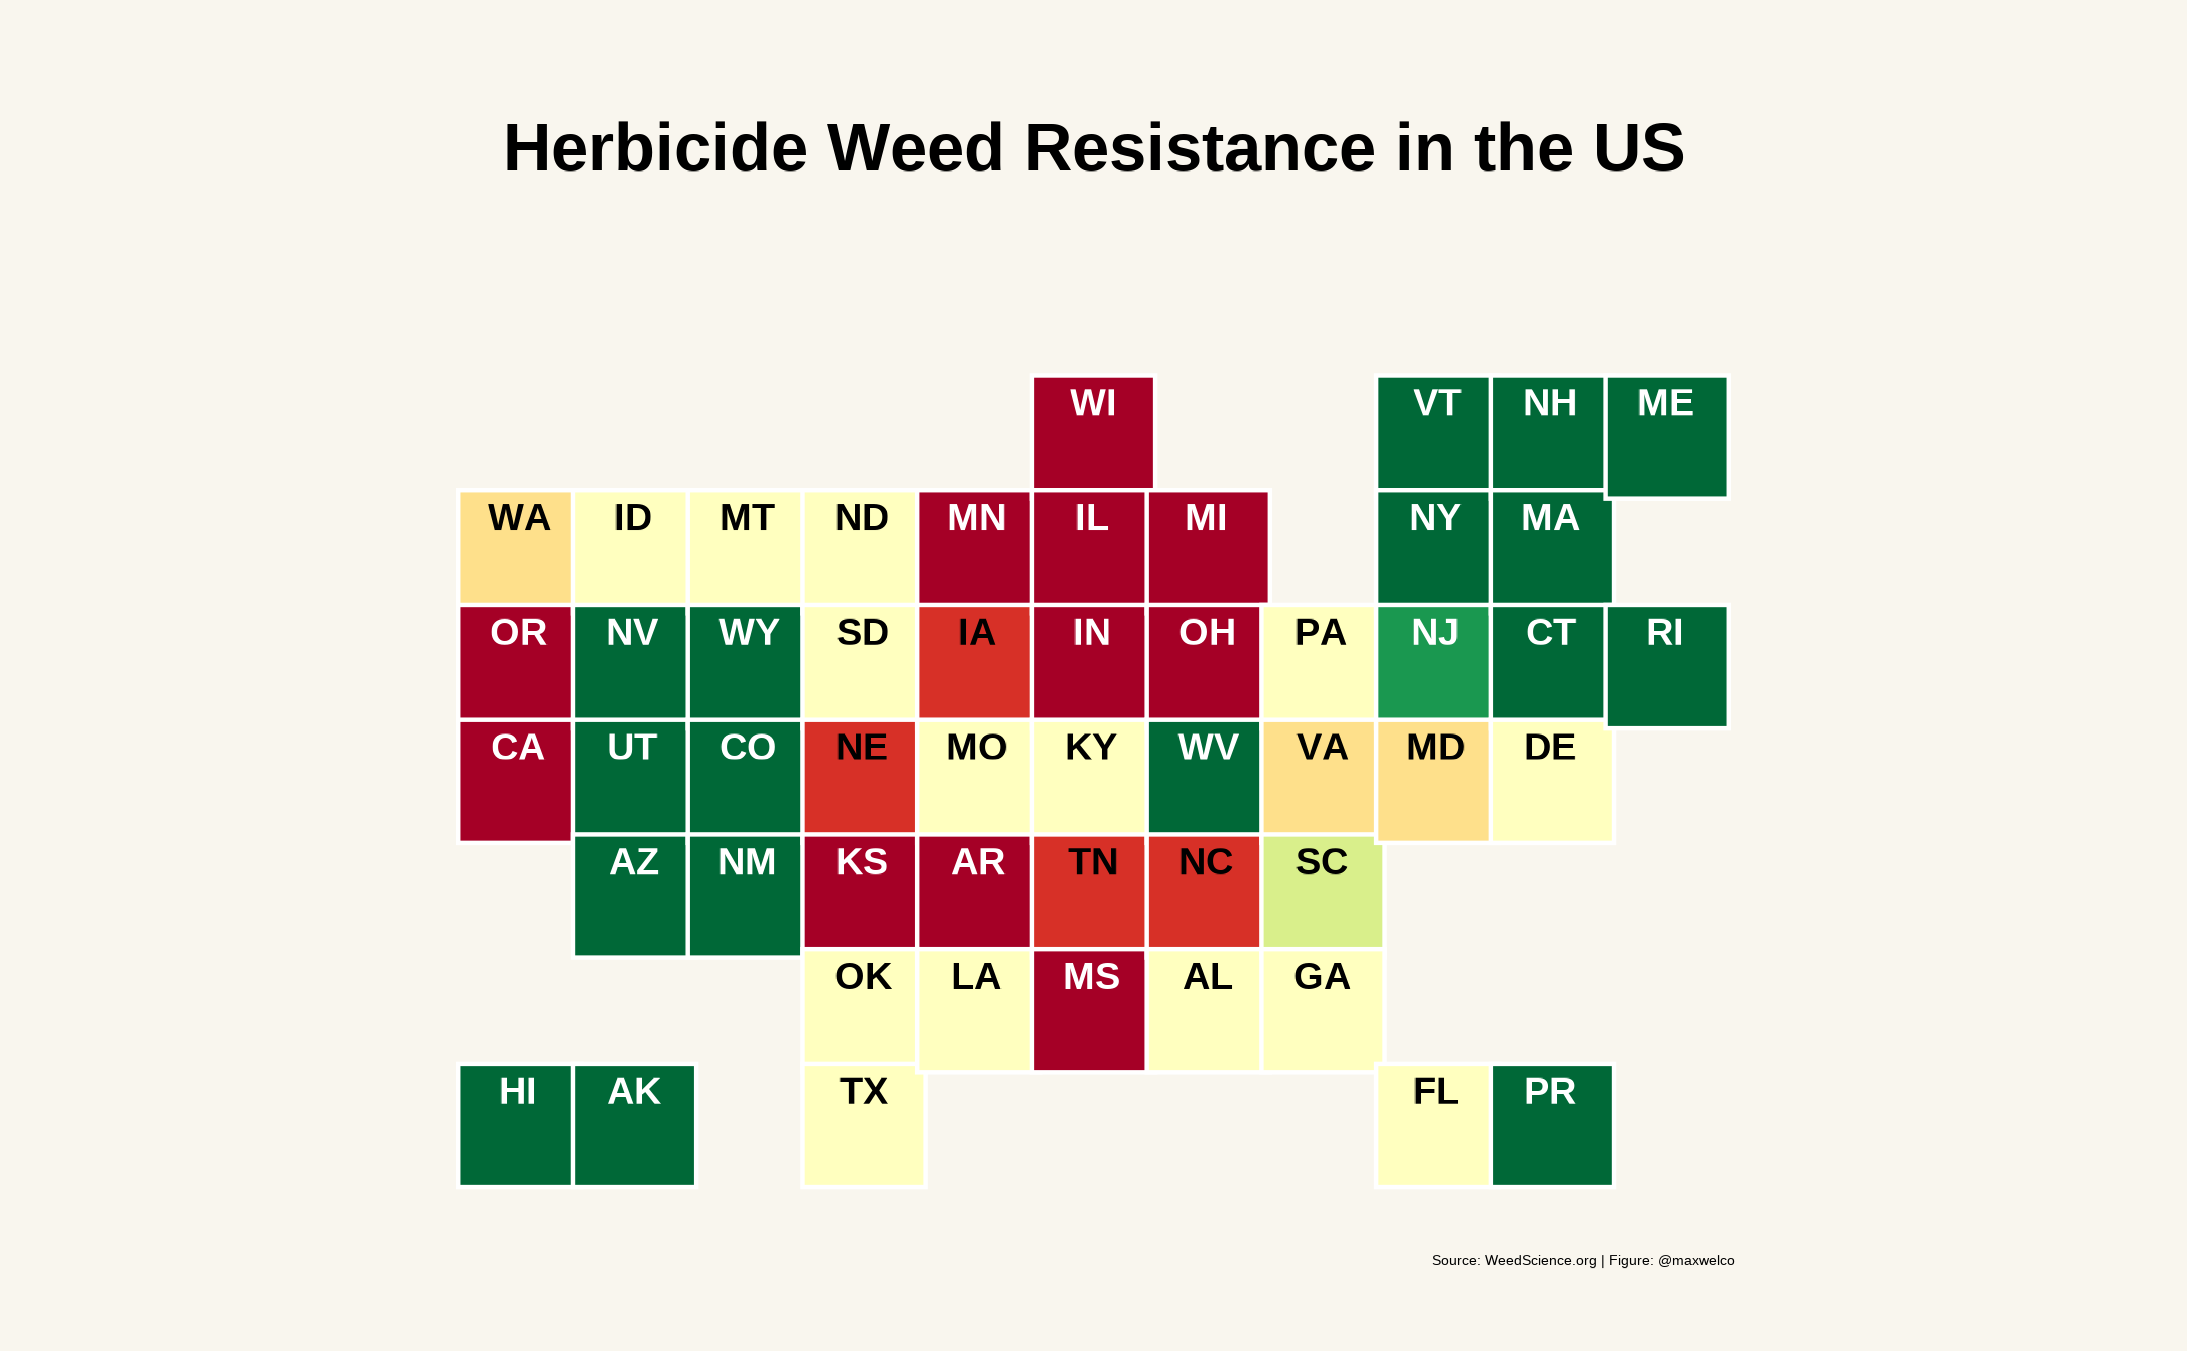 Herbicide Weed Resistance in the US
WI VT NH ME
WA ID MT ND MN IL MI NY MA
OR NV WY SD IA IN OH PA NJ CT RI
CA UT CO NE MO KY WV VA MD DE
AZ NM KS AR TN NC SC
OK LA MS AL GA
HI AK TX FL PR
Source: WeedScience.org | Figure: @maxwelco